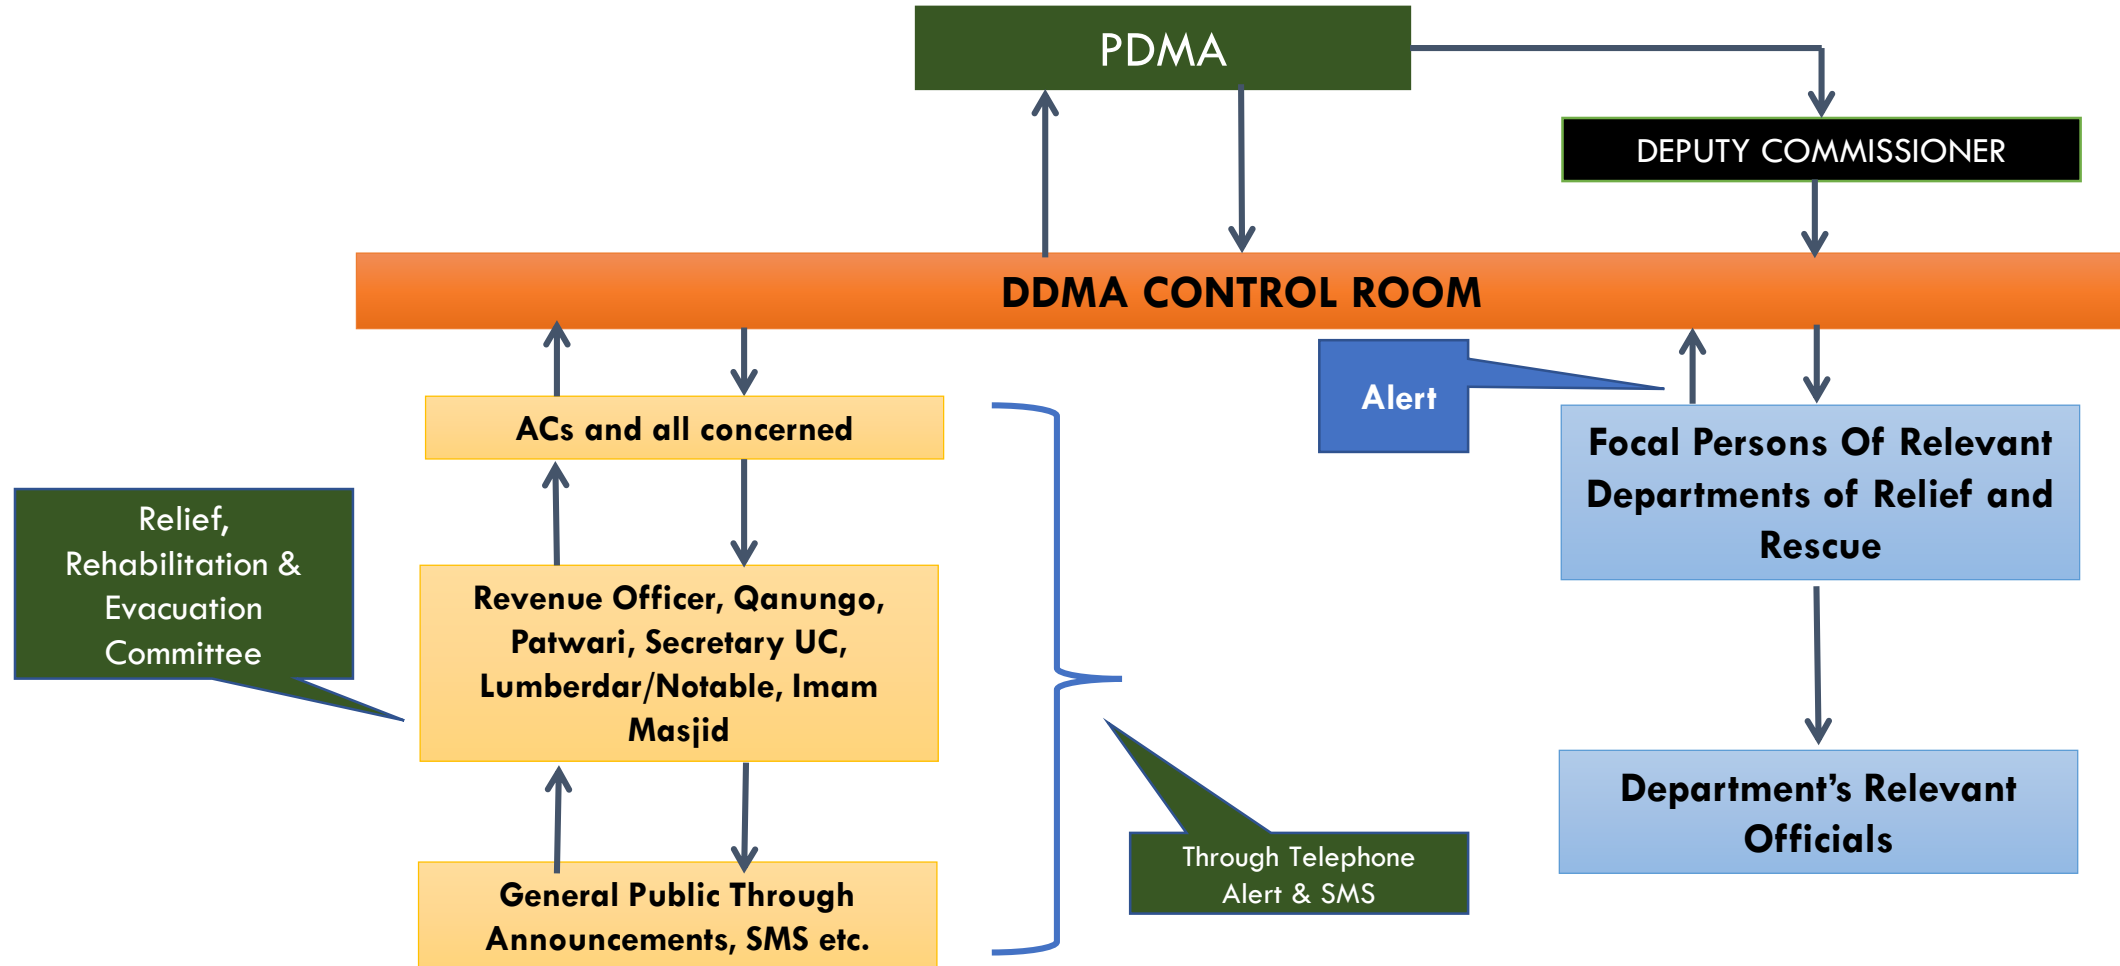 PDMA
DEPUTY COMMISSIONER
DDMA CONTROL ROOM
Alert
ACs and all concerned
Focal Persons Of Relevant
Departments of Relief and
Rescue
Relief,
Rehabilitation &
Evacuation
Committee
Revenue Officer, Qanungo,
Patwari, Secretary UC,
Lumberdar/Notable, Imam
Masjid
Department’s Relevant
Officials
Through Telephone
Alert & SMS
General Public Through
Announcements, SMS etc.